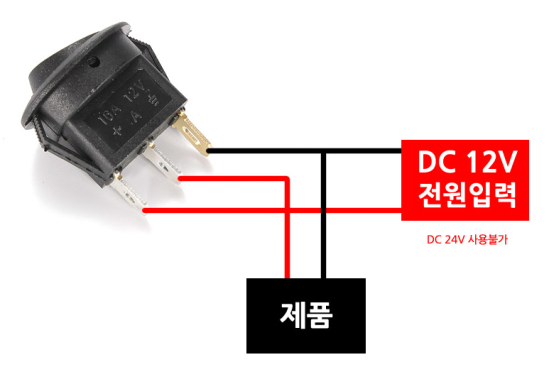 16A 12V
+ A ⏚
DC 12V
전원입력
DC 24V 사용불가
제품